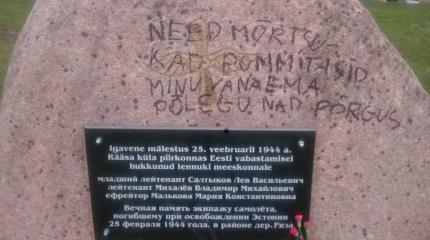 NEED MÕRTSU-
KAD POMMITASID
MINU VANAEMA
PÕLEGU NAD PÕRGUS
Igavene mälestus 25. veebruaril 1944 a.
Rääsa küla piirkonnas Eesti vabastamisel
hukkunud lennuki meeskonnale
младший лейтенант Салтыков Лев Васильевич
лейтенант Михалёв Владимир Михайлович
ефрейтор Малькова Мария Константиновна
Вечная память экипажу самолёта,
погибшему при освобождении Эстонии
25 февраля 1944 года, в районе дер. Ряза